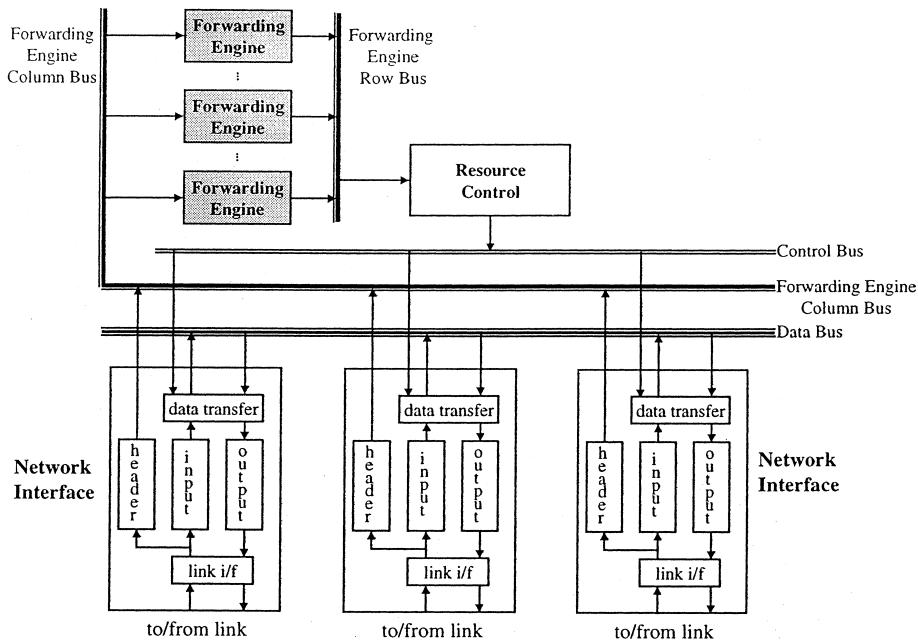 Forwarding
Engine
Column Bus
Forwarding
Engine
⋮
Forwarding
Engine
⋮
Forwarding
Engine
Forwarding
Engine
Row Bus
Resource
Control
Control Bus
Forwarding Engine
Column Bus
Data Bus
Network
Interface
data transfer
header
input
output
link i/f
to/from link
data transfer
header
input
output
link i/f
to/from link
data transfer
header
input
output
link i/f
to/from link
Network
Interface